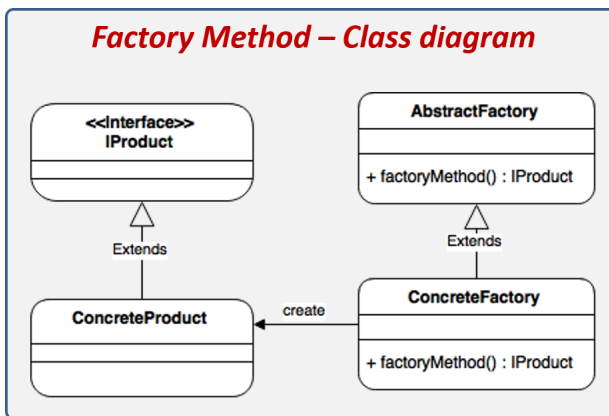 Factory Method – Class diagram
<<Interface>>
IProduct
AbstractFactory
+ factoryMethod() : IProduct
Extends
Extends
ConcreteProduct
create
ConcreteFactory
+ factoryMethod() : IProduct